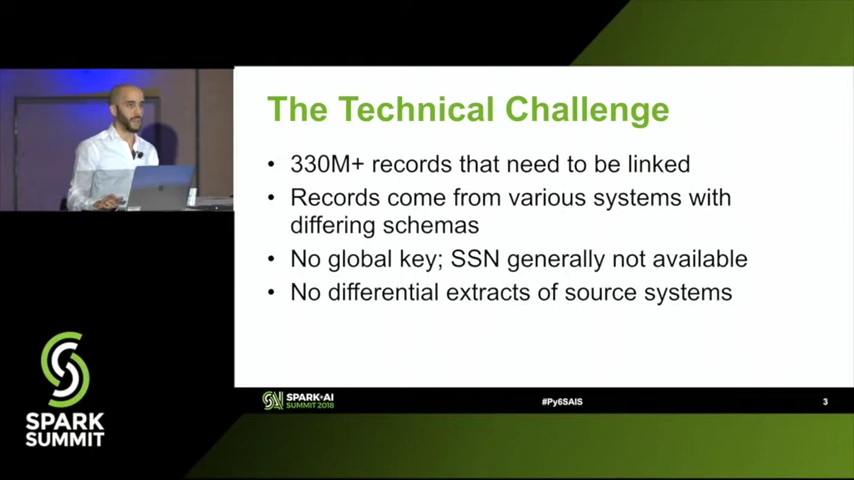 The Technical Challenge
• 330M+ records that need to be linked
• Records come from various systems with
differing schemas
• No global key; SSN generally not available
• No differential extracts of source systems
SPARK
SUMMIT
SPARK+AI
SUMMIT 2018
#Py6SAIS
3